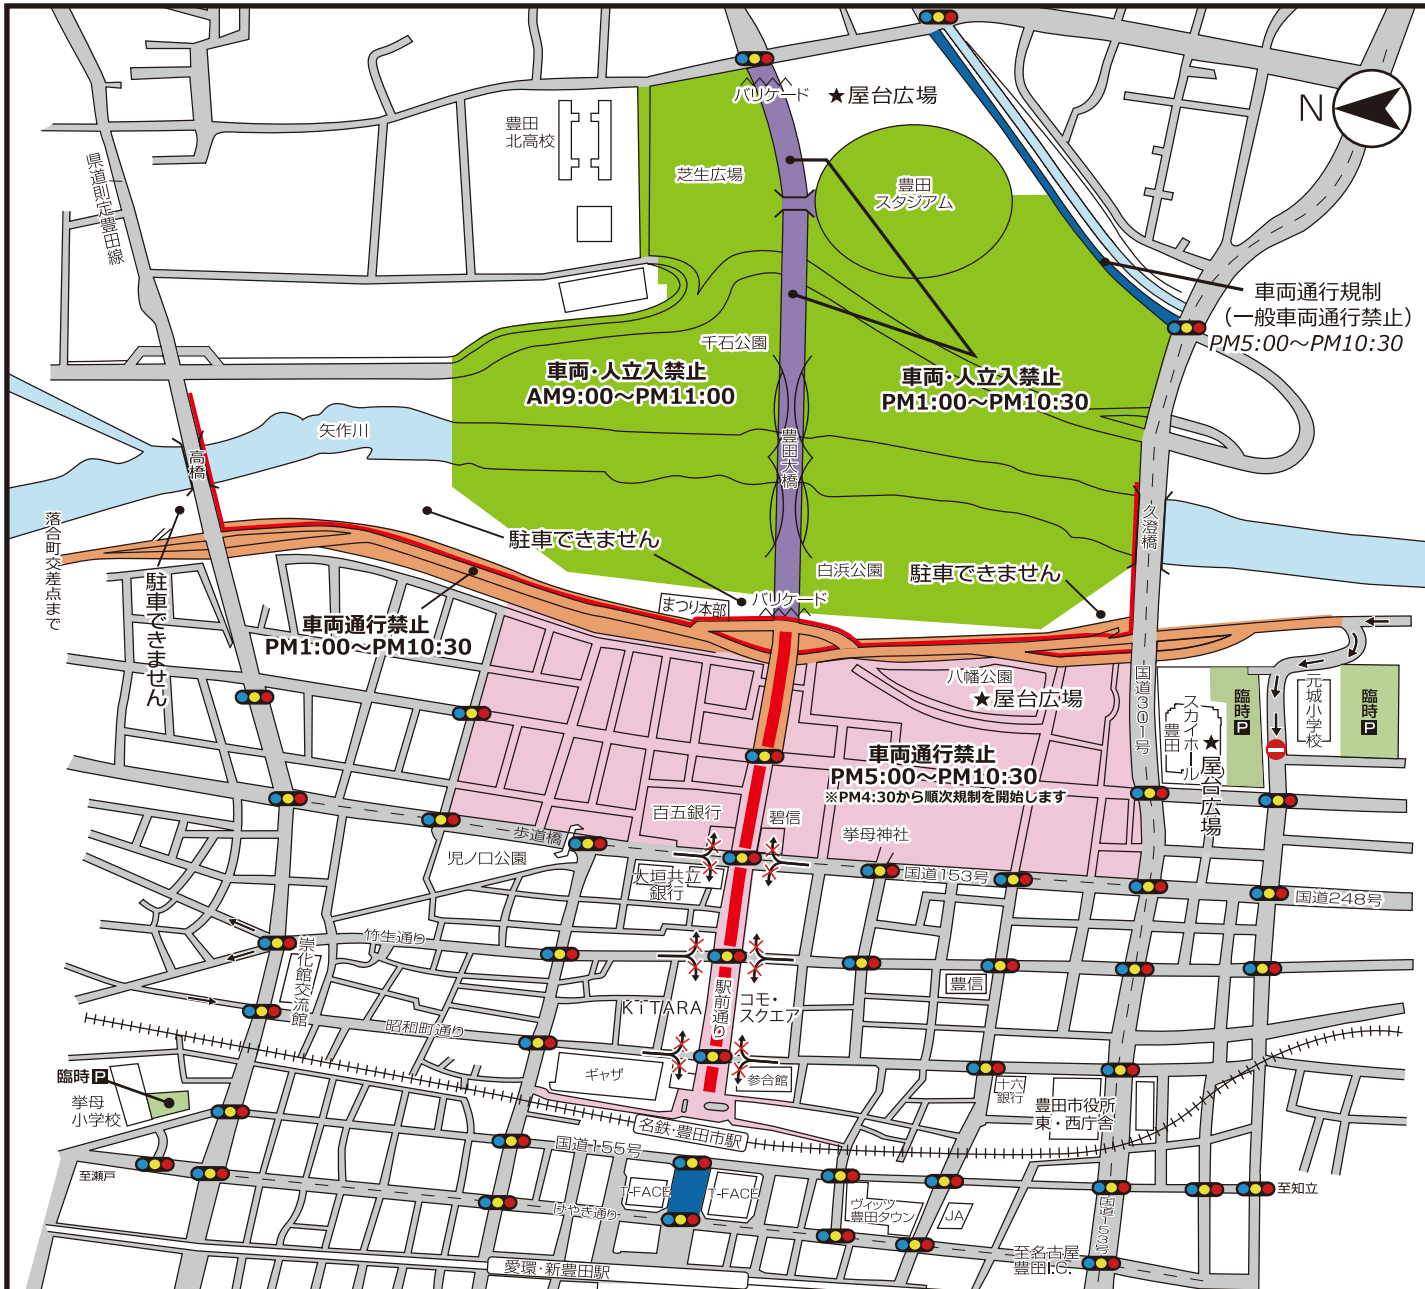 バリケード
★屋台広場
N
豊田
北高校
芝生広場
豊田
スタジアム
県道則定豊田線
車両通行規制
（一般車両通行禁止）
PM5:00〜PM10:30
千石公園
車両・人立入禁止
AM9:00〜PM11:00
車両・人立入禁止
PM1:00〜PM10:30
矢作川
高橋
豊田大橋
久澄橋
落合町交差点まで
駐車できません
駐車できません
駐車できません
白浜公園
バリケード
まつり本部
車両通行禁止
PM1:00〜PM10:30
八幡公園
★屋台広場
国道301号
スカイホール
豊田
★屋台広場
臨時P
元城小学校
臨時P
車両通行禁止
PM5:00〜PM10:30
※PM4:30から順次規制を開始します
百五銀行
碧信
挙母神社
歩道橋
児ノ口公園
大垣共立
銀行
国道153号
国道248号
竹生通り
崇化館交流館
豊信
KiTARA
駅前通り
コモ・
スクエア
昭和町通り
ギャザ
参合館
十六
銀行
豊田市役所
東・西庁舎
臨時P
挙母
小学校
名鉄・豊田市駅
国道155号
至瀬戸
T-FACE
T-FACE
けやき通り
ヴィッツ
豊田タウン
JA
国道153号
至知立
至名古屋
豊田I.C.
愛環・新豊田駅